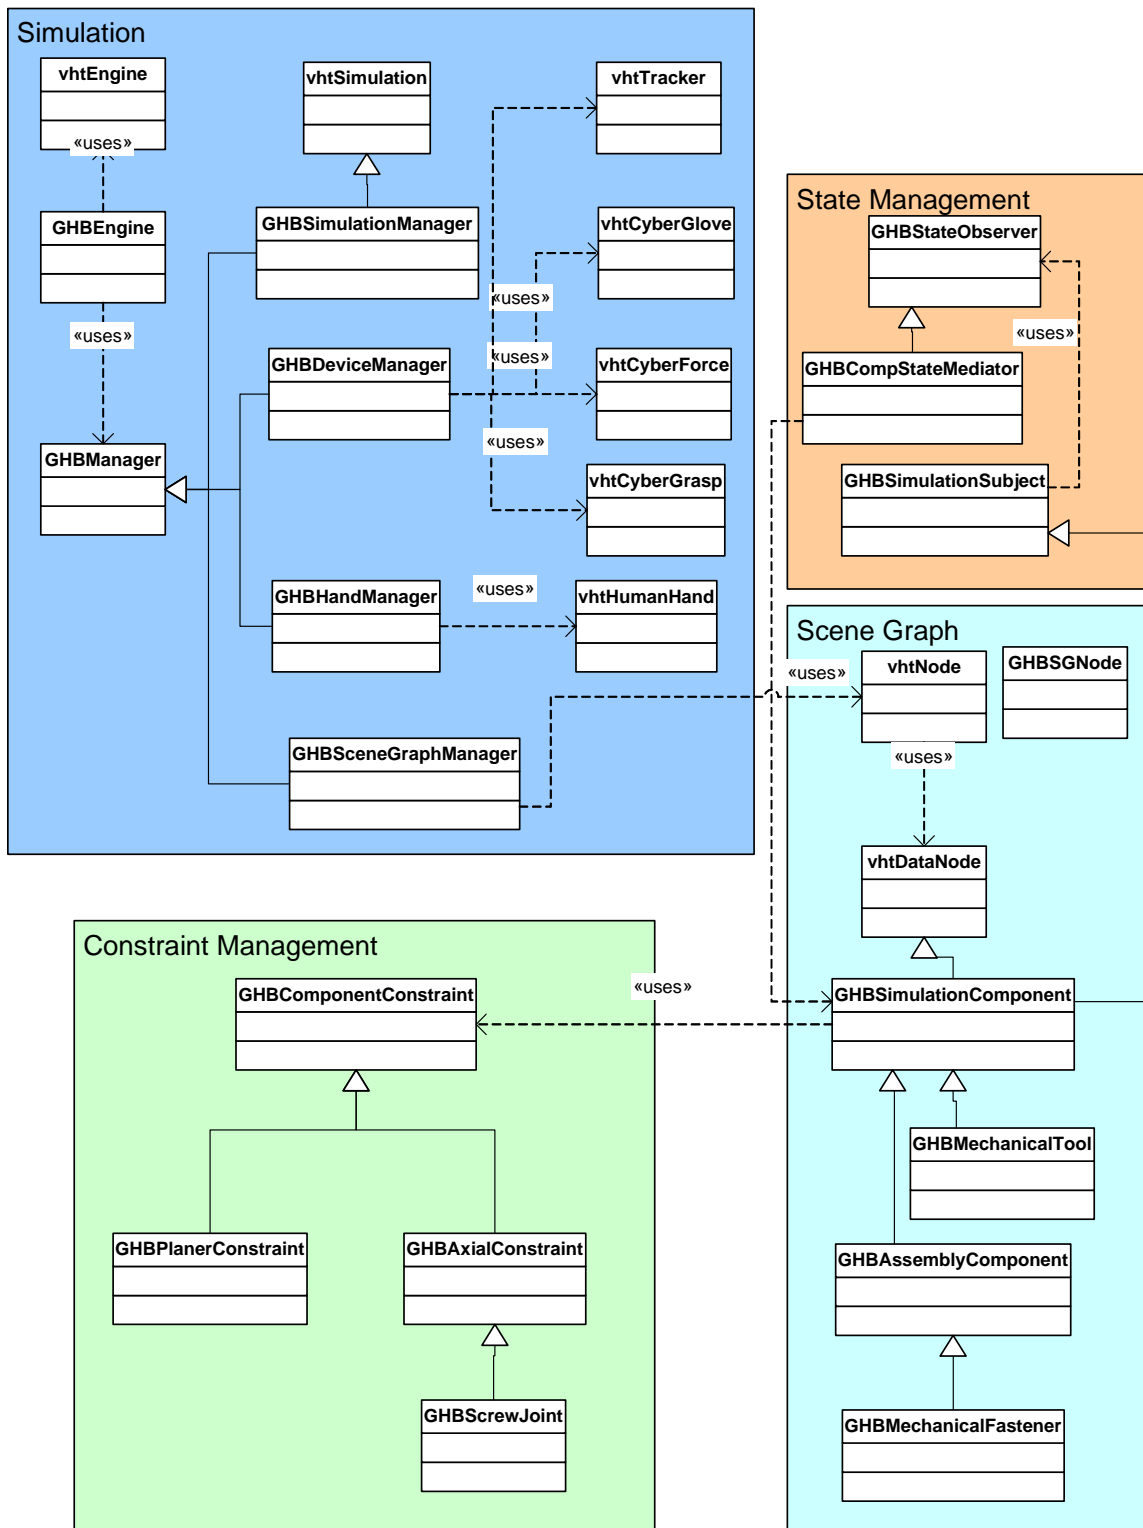 Simulation
vhtEngine
vhtSimulation
vhtTracker
«uses»
GHBEngine
GHBSimulationManager
vhtCyberGlove
«uses»
«uses»
GHBDeviceManager
«uses»
vhtCyberForce
«uses»
GHBManager
vhtCyberGrasp
GHBHandManager
«uses»
vhtHumanHand
GHBSceneGraphManager
State Management
GHBStateObserver
«uses»
GHBCompStateMediator
GHBSimulationSubject
Scene Graph
«uses»
vhtNode
GHBSGNode
«uses»
vhtDataNode
GHBSimulationComponent
GHBMechanicalTool
GHBAssemblyComponent
GHBMechanicalFastener
Constraint Management
GHBComponentConstraint
«uses»
GHBPlanerConstraint
GHBAxialConstraint
GHBScrewJoint